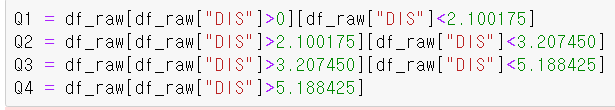 Q1 = df_raw[df_raw["DIS"]>0][df_raw["DIS"]<2.100175]
Q2 = df_raw[df_raw["DIS"]>2.100175][df_raw["DIS"]<3.207450]
Q3 = df_raw[df_raw["DIS"]>3.207450][df_raw["DIS"]<5.188425]
Q4 = df_raw[df_raw["DIS"]>5.188425]